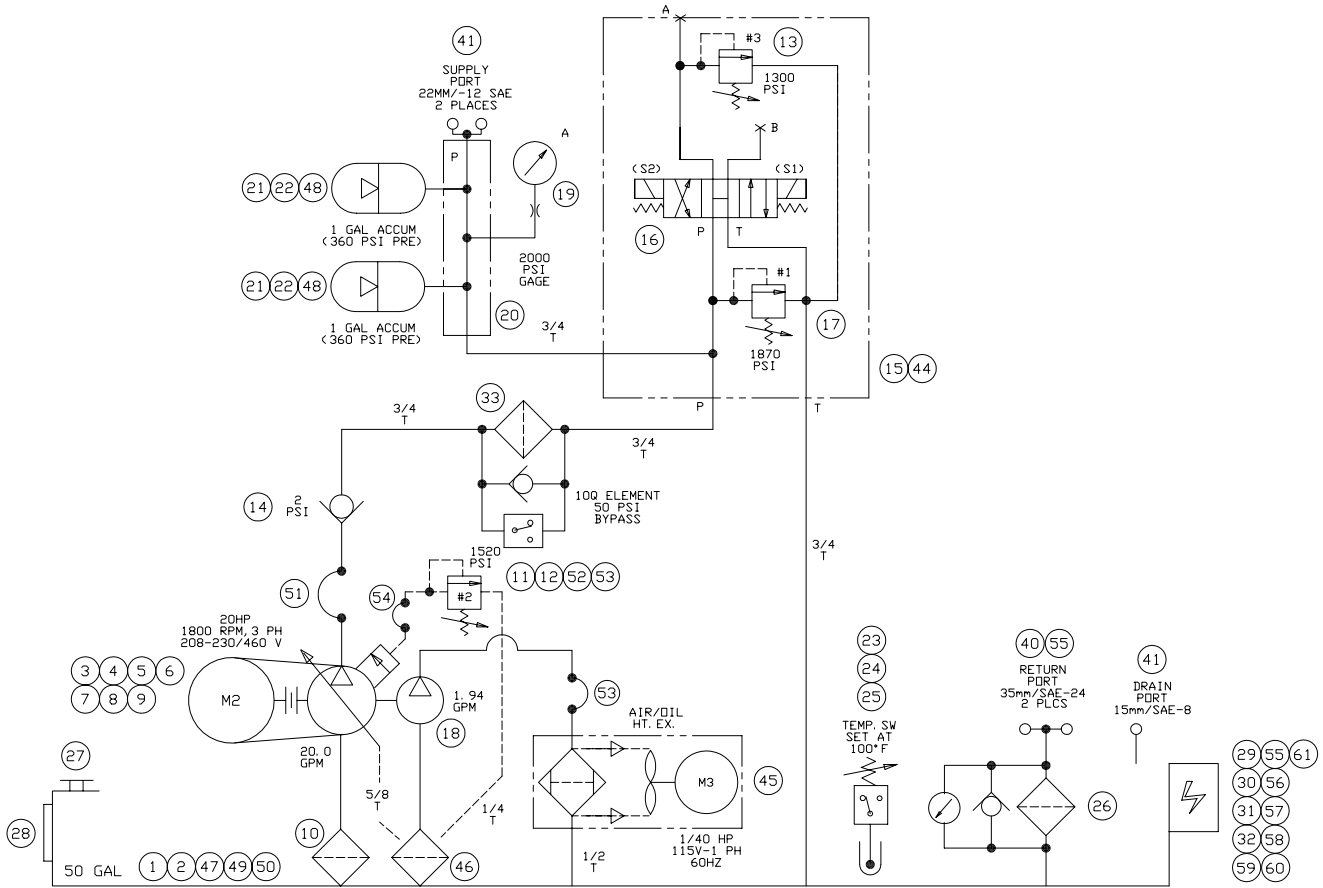 A
#3
13
41
SUPPLY
PORT
22MM/-12 SAE
2 PLACES
1300
PSI
A
B
P
(S2)
(S1)
21 22 48
19
1 GAL ACCUM
(360 PSI PRE)
16
P
T
2000
PSI
GAGE
#1
21 22 48
20
17
1 GAL ACCUM
(360 PSI PRE)
3/4
T
1870
PSI
15 44
33
P
T
3/4
T
3/4
T
14
2
PSI
10Q ELEMENT
50 PSI
BYPASS
3/4
T
1520
PSI
11 12 52 53
51
54
#2
20HP
1800 RPM,3 PH
208-230/460 V
23
24
25
40 55
RETURN
PORT
35mm/SAE-24
2 PLCS
41
DRAIN
PORT
15mm/SAE-8
3 4 5 6
7 8 9
M2
1.94
GPM
18
53
AIR/OIL
HT. EX.
TEMP. SW
SET AT
100°F
20.0
GPM
27
M3
45
29 55 61
30 56
31 57
32 58
59 60
5/8
T
1/4
T
26
28
10
46
1/40 HP
115V-1 PH
60HZ
1/2
T
50 GAL
1 2 47 49 50